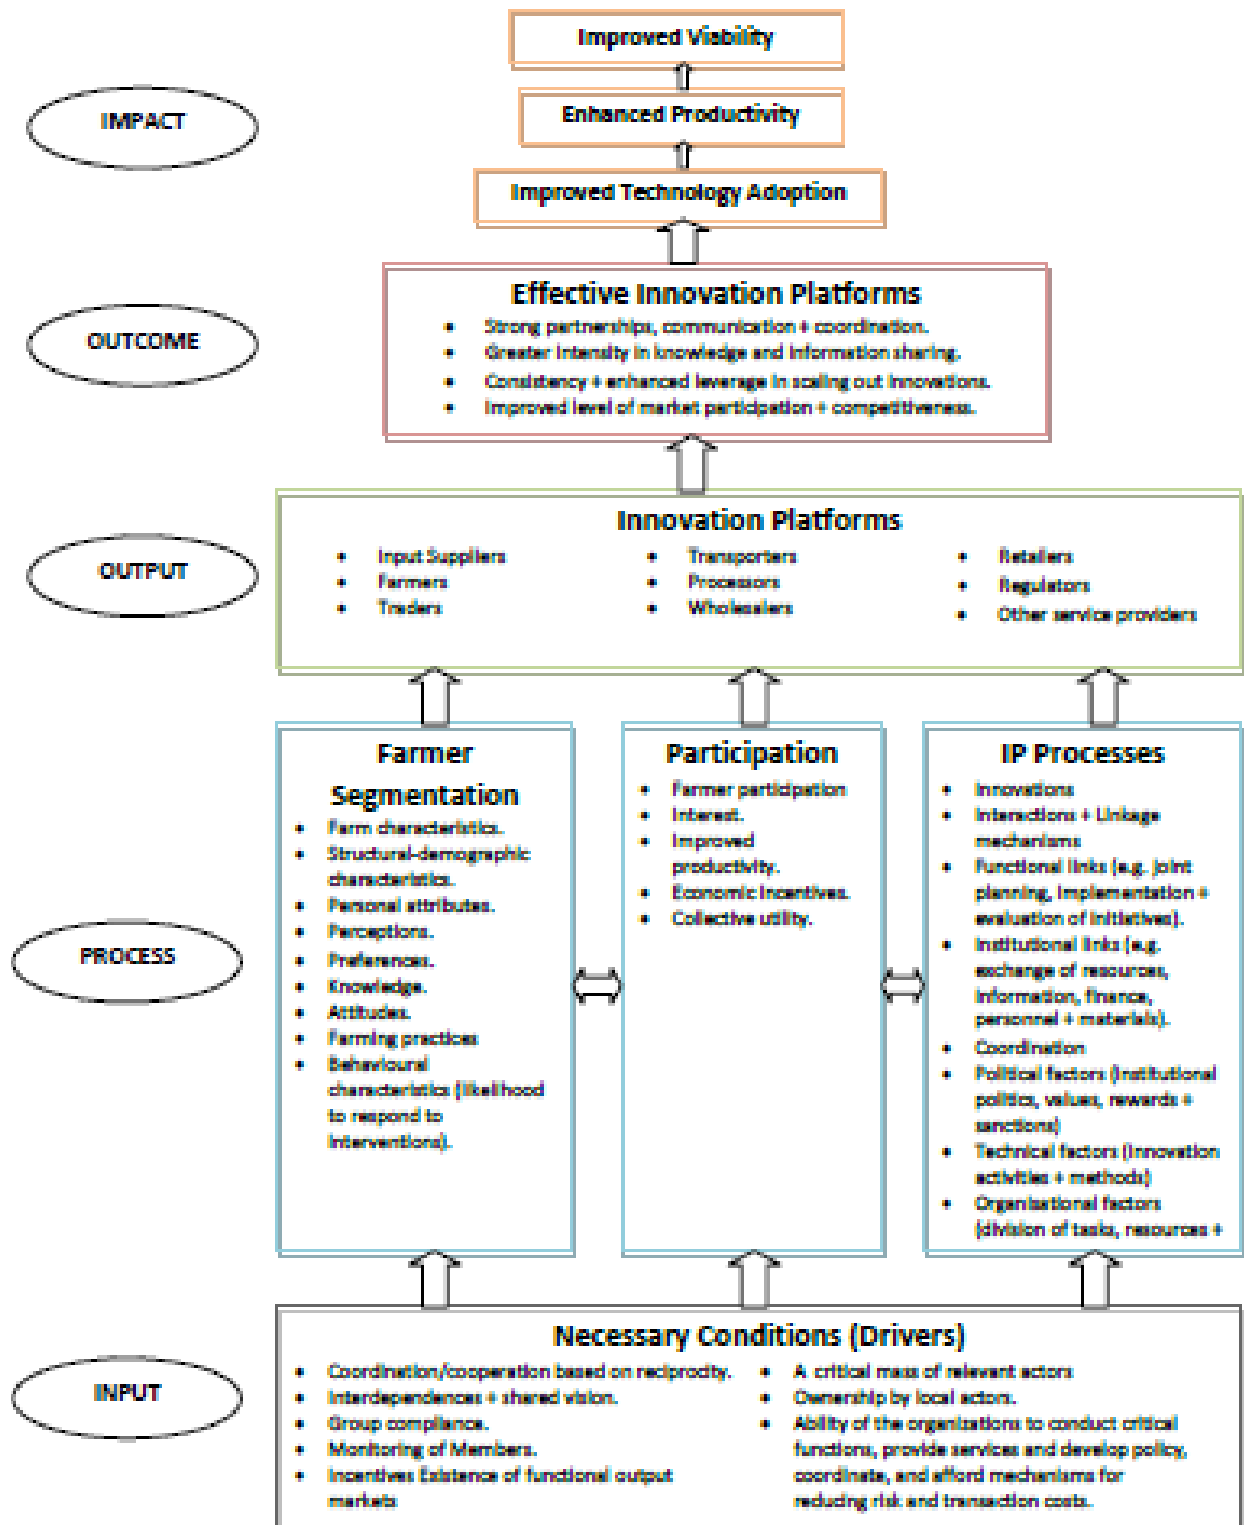 Improved Viability
IMPACT
Enhanced Productivity
Improved Technology Adoption
OUTCOME
Effective Innovation Platforms
• Strong partnerships, communication + coordination.
• Greater intensity in knowledge and information sharing.
• Consistency + enhanced leverage in scaling out innovations.
• Improved level of market participation + competitiveness.
OUTPUT
Innovation Platforms
• Input Suppliers
• Farmers
• Traders
• Transporters
• Processors
• Wholesalers
• Retailers
• Regulators
• Other service providers
PROCESS
Farmer
Segmentation
• Farm characteristics.
• Structural-demographic
characteristics.
• Personal attributes.
• Perceptions.
• Preferences.
• Knowledge.
• Attitudes.
• Farming practices
• Behavioural
characteristics (likelihood
to respond to
interventions).
Participation
• Farmer participation
• Interest.
• Improved
productivity.
• Economic incentives.
• Collective utility.
IP Processes
• Innovations
• Interactions + Linkage
mechanisms
• Functional links (e.g. joint
planning, implementation +
evaluation of initiatives).
• Institutional links (e.g.
exchange of resources,
information, finance,
personnel + materials).
• Coordination
• Political factors (institutional
politics, values, rewards +
sanctions)
• Technical factors (innovation
activities + methods)
• Organisational factors
(division of tasks, resources +
INPUT
Necessary Conditions (Drivers)
• Coordination/cooperation based on reciprocity.
• Interdependences + shared vision.
• Group compliance.
• Monitoring of Members.
• Incentives Existence of functional output
markets
• A critical mass of relevant actors
• Ownership by local actors.
• Ability of the organizations to conduct critical
functions, provide services and develop policy,
coordinate, and afford mechanisms for
reducing risk and transaction costs.